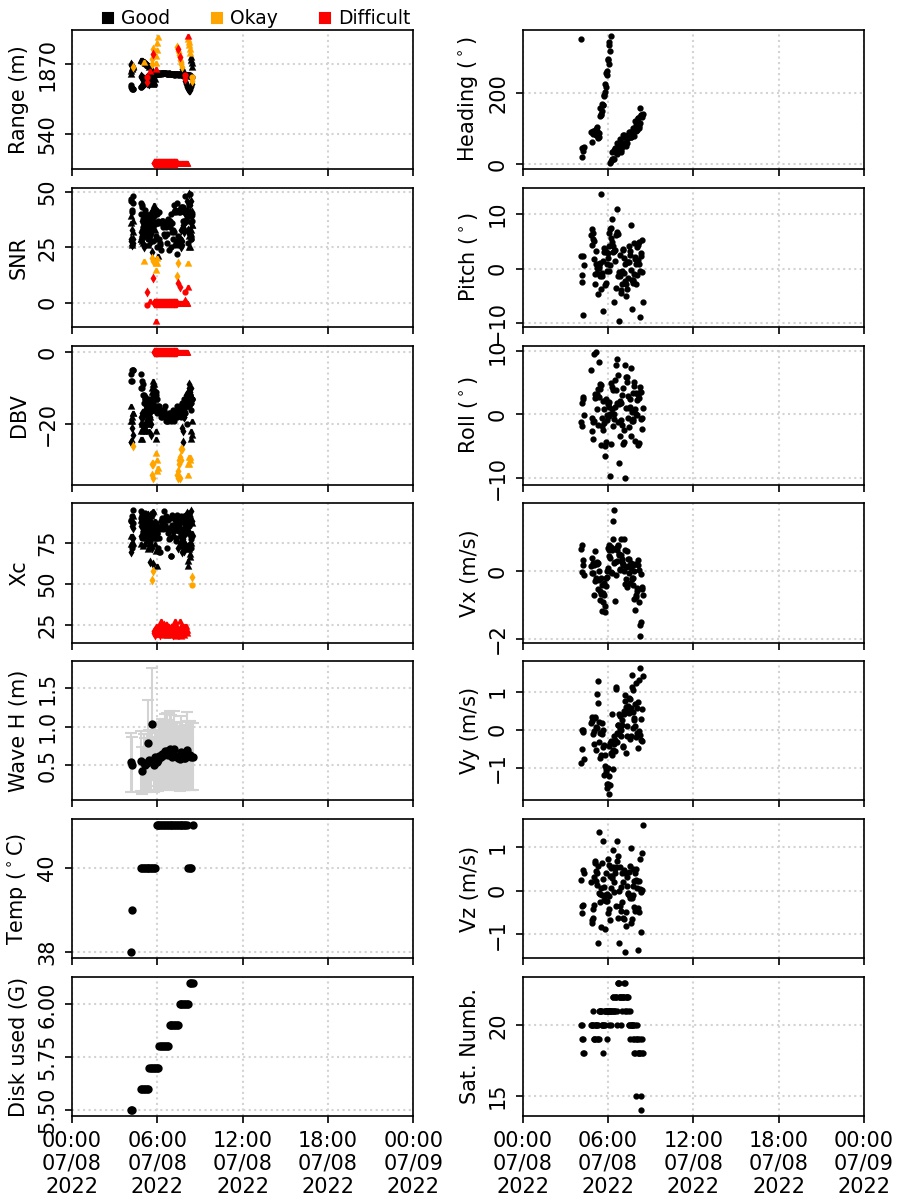 Good Okay Difficult
Range (m)
1870
540
Heading (°)
200
0
SNR
50
25
0
Pitch (°)
10
0
−10
DBV
0
−20
Roll (°)
10
0
−10
Xc
75
50
25
Vx (m/s)
0
−2
Wave H (m)
1.5
1.0
0.5
Vy (m/s)
1
0
−1
Temp (°C)
40
38
Vz (m/s)
1
0
−1
Disk used (G)
6.00
5.75
5.50
Sat. Numb.
20
15
00:00 06:00 12:00 18:00 00:00
07/08 07/08 07/08 07/08 07/09
2022 2022 2022 2022 2022
00:00 06:00 12:00 18:00 00:00
07/08 07/08 07/08 07/08 07/09
2022 2022 2022 2022 2022